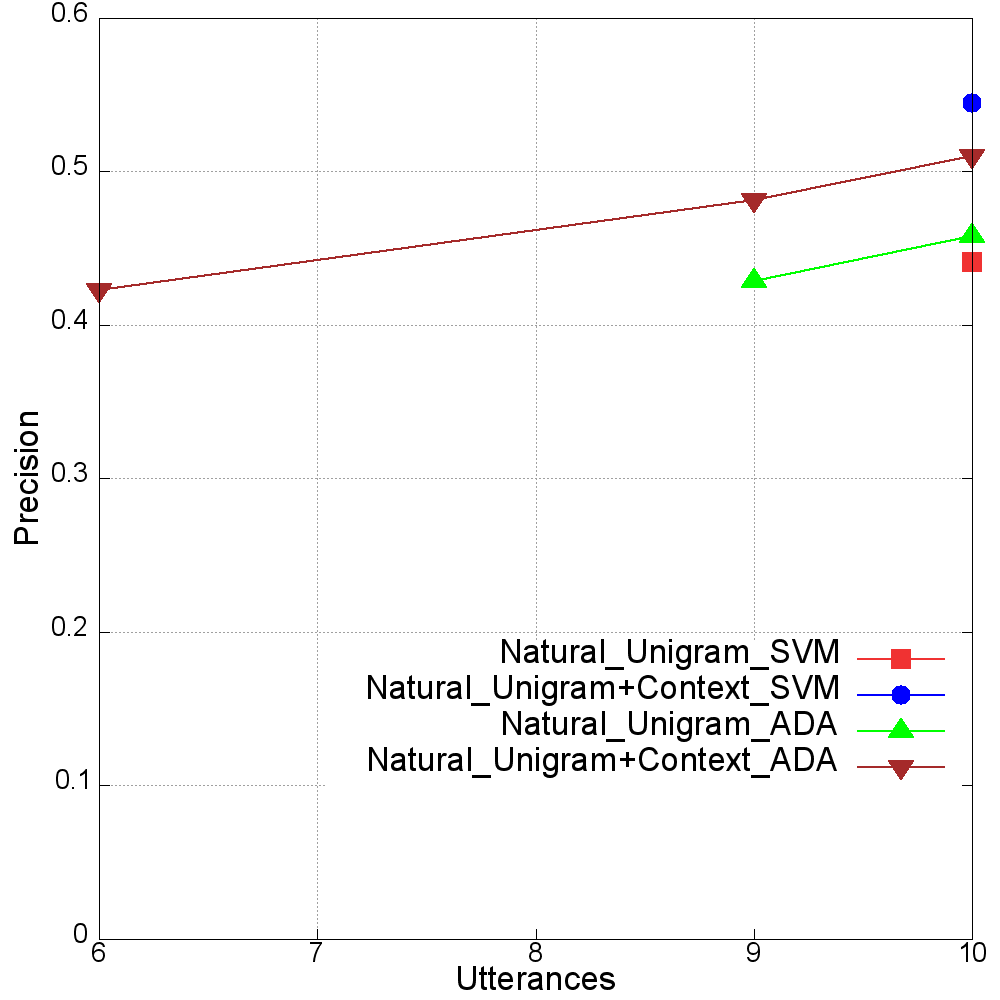 0.6
0.5
0.4
0.3
0.2
0.1
0
Precision
Natural_Unigram_SVM
Natural_Unigram+Context_SVM
Natural_Unigram_ADA
Natural_Unigram+Context_ADA
6 7 8 9 10
Utterances